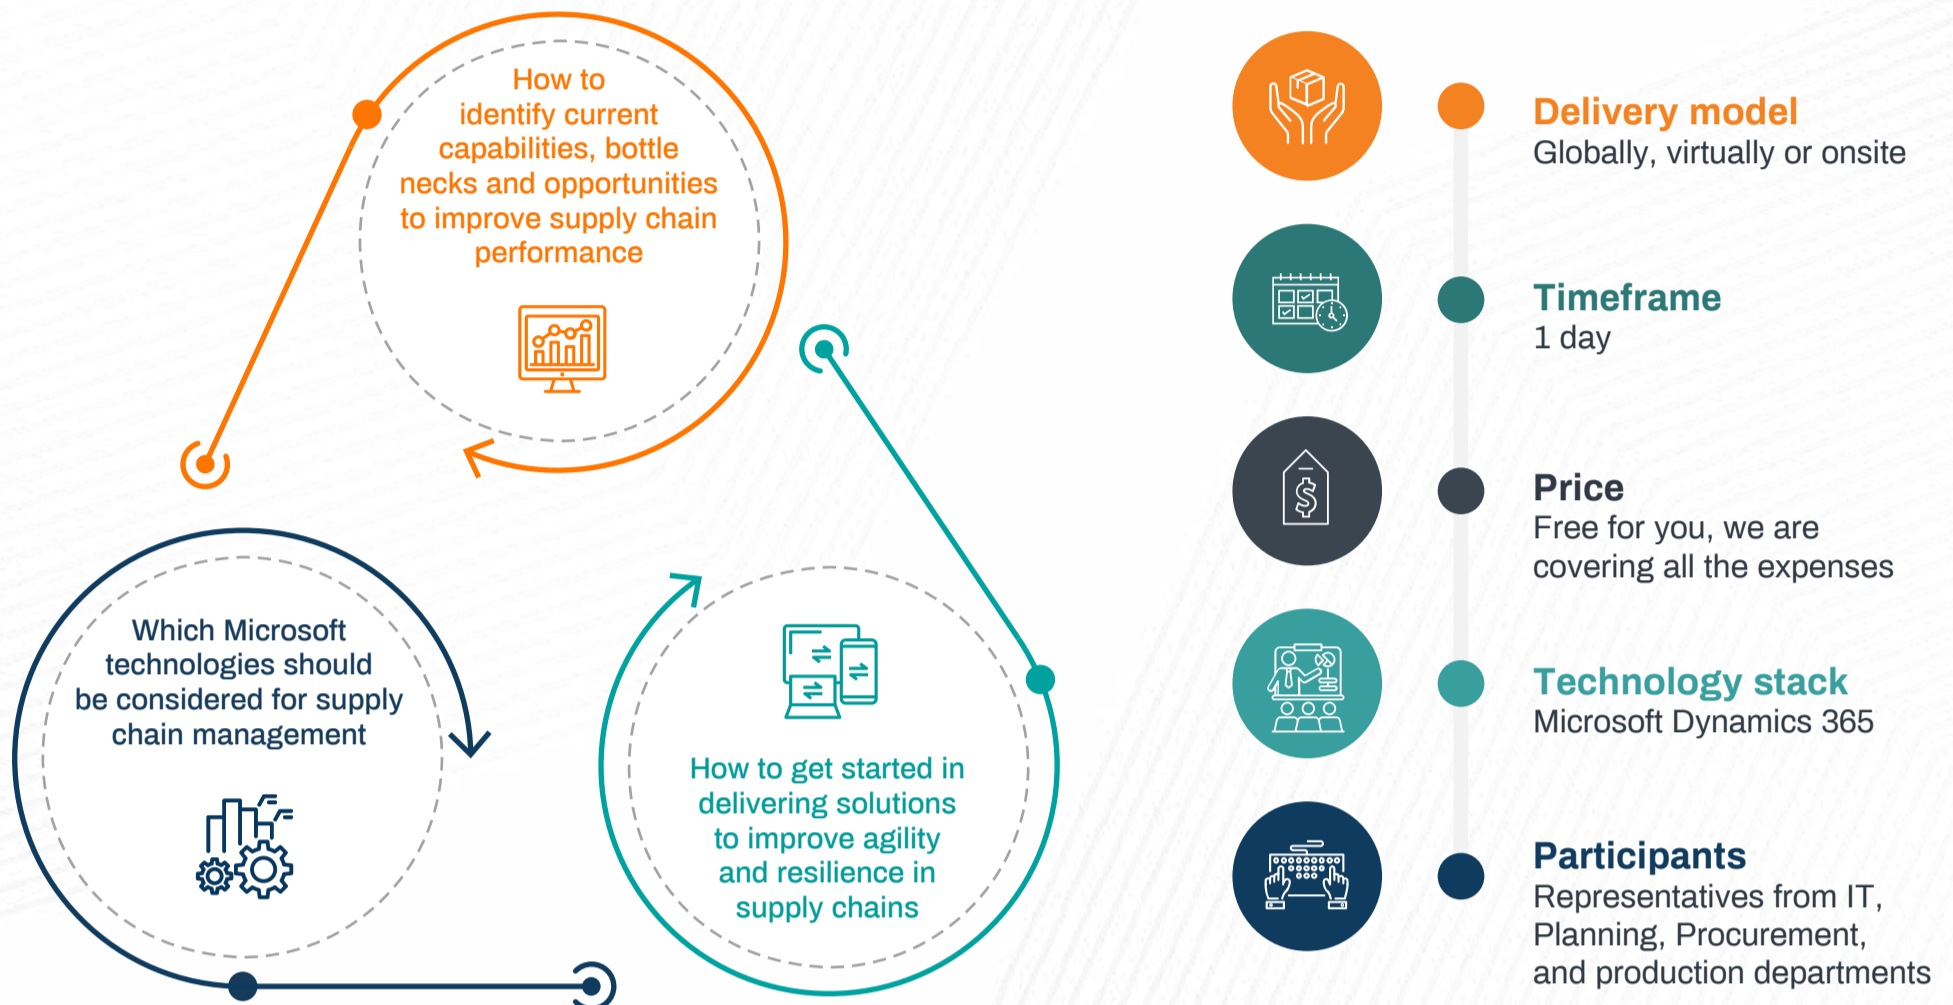 How to
identify current
capabilities, bottle
necks and opportunities
to improve supply chain
performance
Which Microsoft
technologies should
be considered for supply
chain management
How to get started in
delivering solutions
to improve agility
and resilience in
supply chains
Delivery model
Globally, virtually or onsite
Timeframe
1 day
Price
$
Free for you, we are
covering all the expenses
Technology stack
Microsoft Dynamics 365
Participants
Representatives from IT,
Planning, Procurement,
and production departments